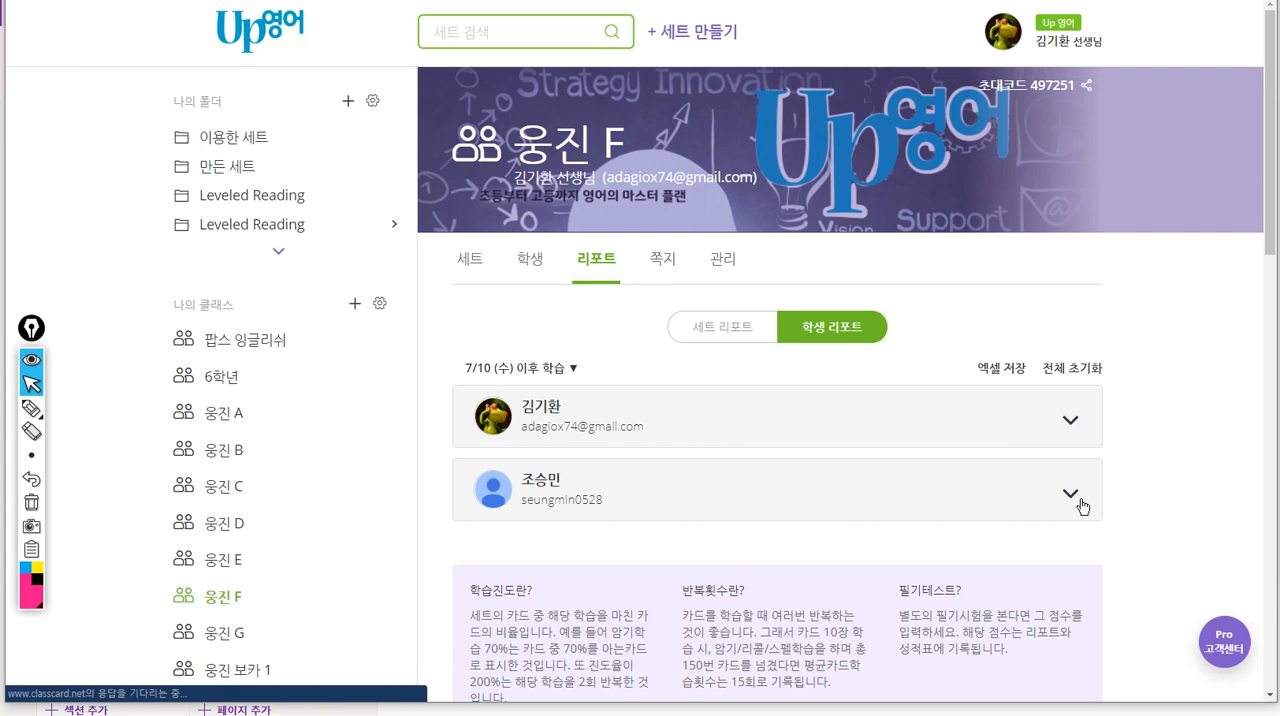 Up영어
세트 검색
+ 세트 만들기
Up 영어
김기환 선생님
나의 폴더
이용한 세트
만든 세트
Leveled Reading
Leveled Reading
나의 클래스
팝스 잉글리쉬
6학년
웅진 A
웅진 B
웅진 C
웅진 D
웅진 E
웅진 F
웅진 G
웅진 보카 1
Strategy Innovation
초대코드 497251
Up영어
웅진 F
김기환 선생님 (adagiox74@gmail.com)
초등부터 고등까지 영어의 마스터 플랜
Vision
Support
세트 학생 리포트 쪽지 관리
세트 리포트 학생 리포트
7/10 (수) 이후 학습 ▼
엑셀 저장 전체 초기화
김기환
adagiox74@gmail.com
조승민
seungmin0528
학습진도란?
세트의 카드 중 해당 학습을 마친 카
드의 비율입니다. 예를 들어 암기학
습 70%는 카드 중 70%를 아는카드
로 표시한 것입니다. 또 진도율이
200%는 해당 학습을 2회 반복한 것
입니다.
반복횟수란?
카드를 학습할 때 여러번 반복하는
것이 좋습니다. 그래서 카드 10장 학
습 시, 암기/리콜/스펠학습을 하며 총
150번 카드를 넘겼다면 평균카드학
습횟수는 15회로 기록됩니다.
필기테스트?
별도의 필기시험을 본다면 그 점수를
입력하세요. 해당 점수는 리포트와
성적표에 기록됩니다.
Pro
고객센터
www.classcard.net의 응답을 기다리는 중...
섹션 추가
페이지 추가